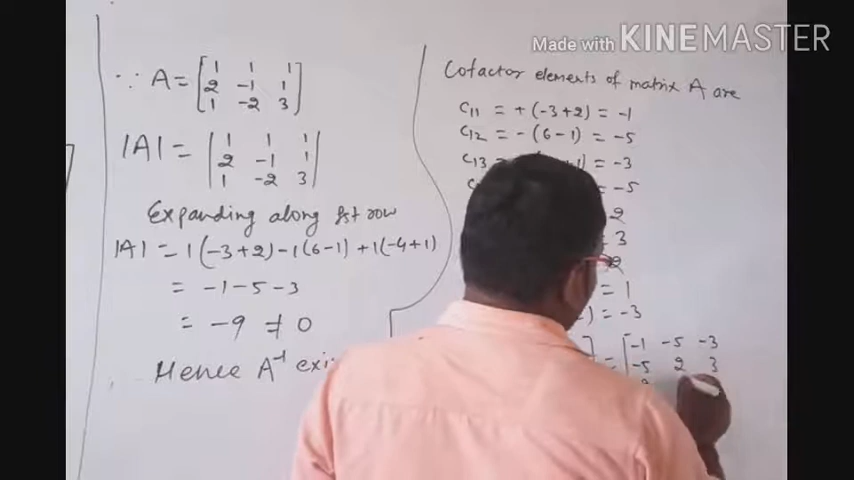 Made with KINEMASTER
∵ A = [ 1 1 1
2 -1 1
1 -2 3 ]
|A| = | 1 1 1
2 -1 1
1 -2 3 |
Expanding along Ist row
|A| = 1(-3+2)-1(6-1)+1(-4+1)
= -1-5-3
= -9 ≠ 0
Hence A⁻¹
Cofactor elements of matrix A are
C11 = +(-3+2) = -1
C12 = -(6-1) = -5
C13 = -3
= -5
2
3
2
= 1
) = -3
] = [ -1 -5 -3
-5 2 3